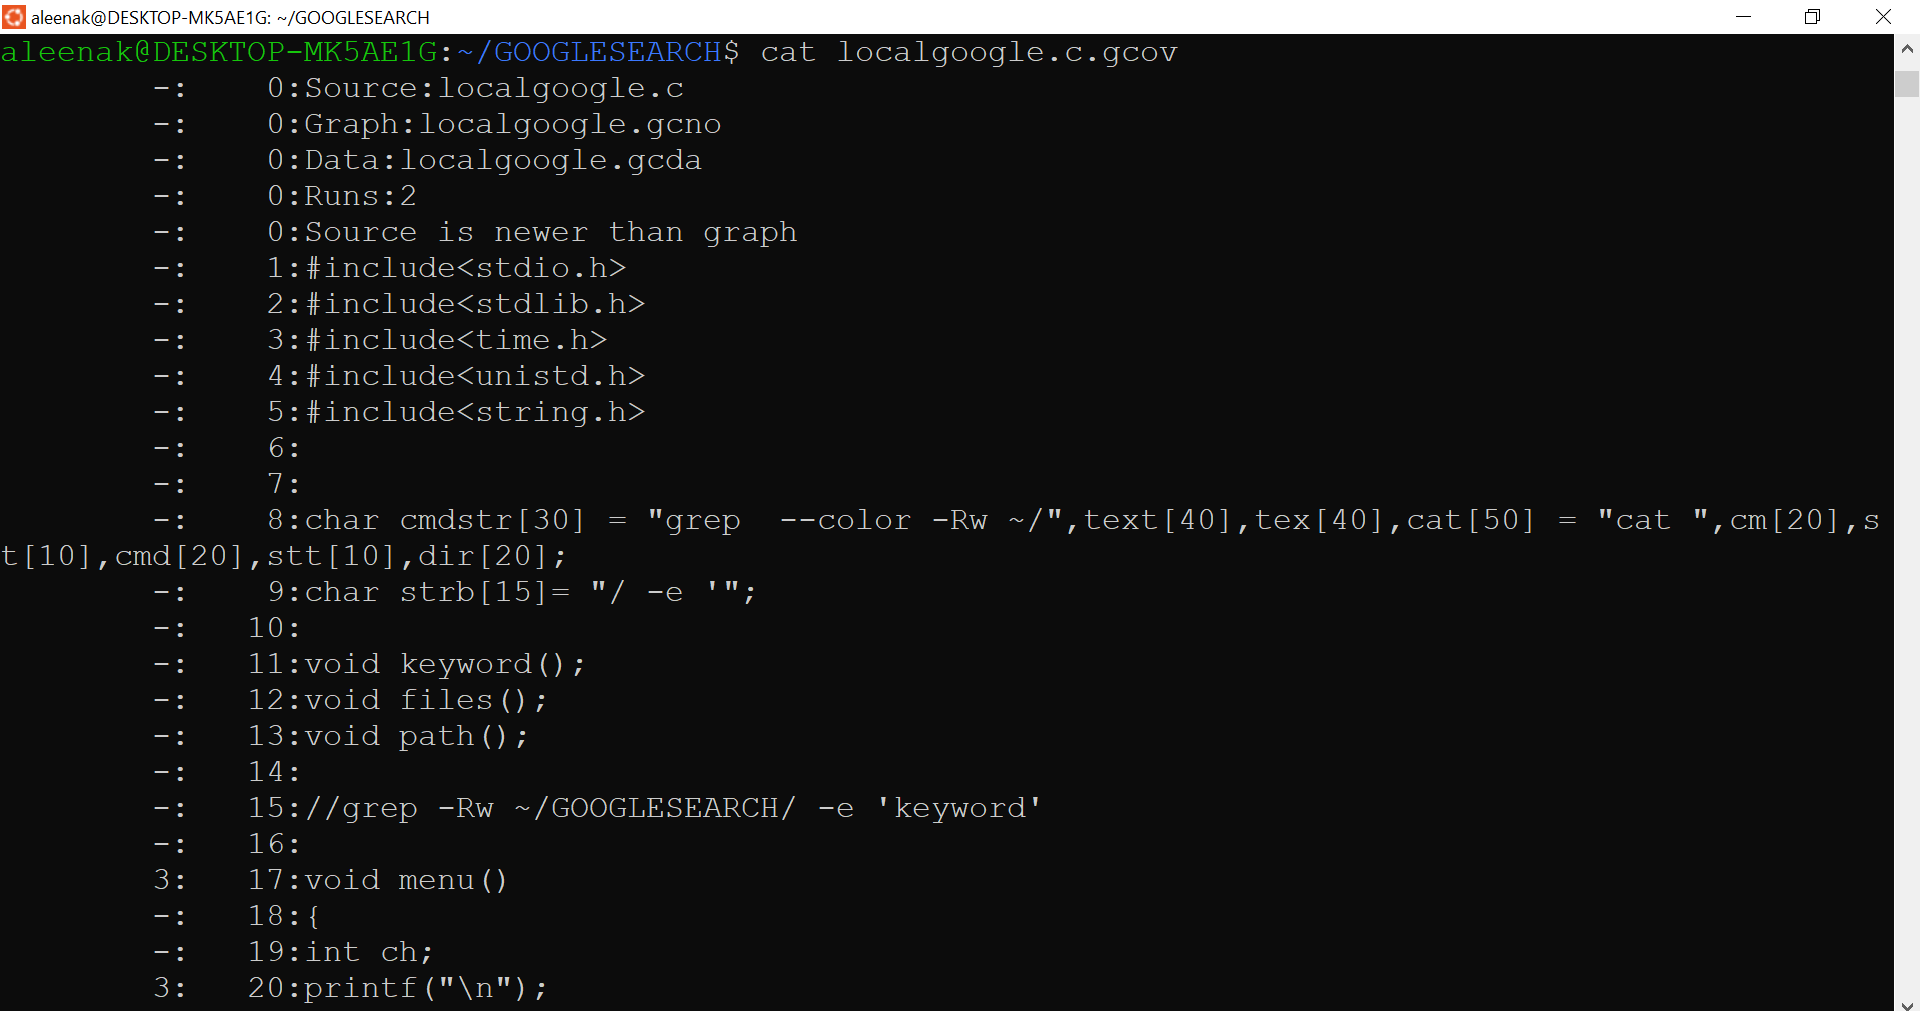 aleenak@DESKTOP-MK5AE1G: ~/GOOGLESEARCH
aleenak@DESKTOP-MK5AE1G:~/GOOGLESEARCH$ cat localgoogle.c.gcov
        -:    0:Source:localgoogle.c
        -:    0:Graph:localgoogle.gcno
        -:    0:Data:localgoogle.gcda
        -:    0:Runs:2
        -:    0:Source is newer than graph
        -:    1:#include<stdio.h>
        -:    2:#include<stdlib.h>
        -:    3:#include<time.h>
        -:    4:#include<unistd.h>
        -:    5:#include<string.h>
        -:    6:
        -:    7:
        -:    8:char cmdstr[30] = "grep  --color -Rw ~/",text[40],tex[40],cat[50] = "cat ",cm[20],s
t[10],cmd[20],stt[10],dir[20];
        -:    9:char strb[15]= "/ -e '";
        -:   10:
        -:   11:void keyword();
        -:   12:void files();
        -:   13:void path();
        -:   14:
        -:   15://grep -Rw ~/GOOGLESEARCH/ -e 'keyword'
        -:   16:
        3:   17:void menu()
        -:   18:{
        -:   19:int ch;
        3:   20:printf("\n");